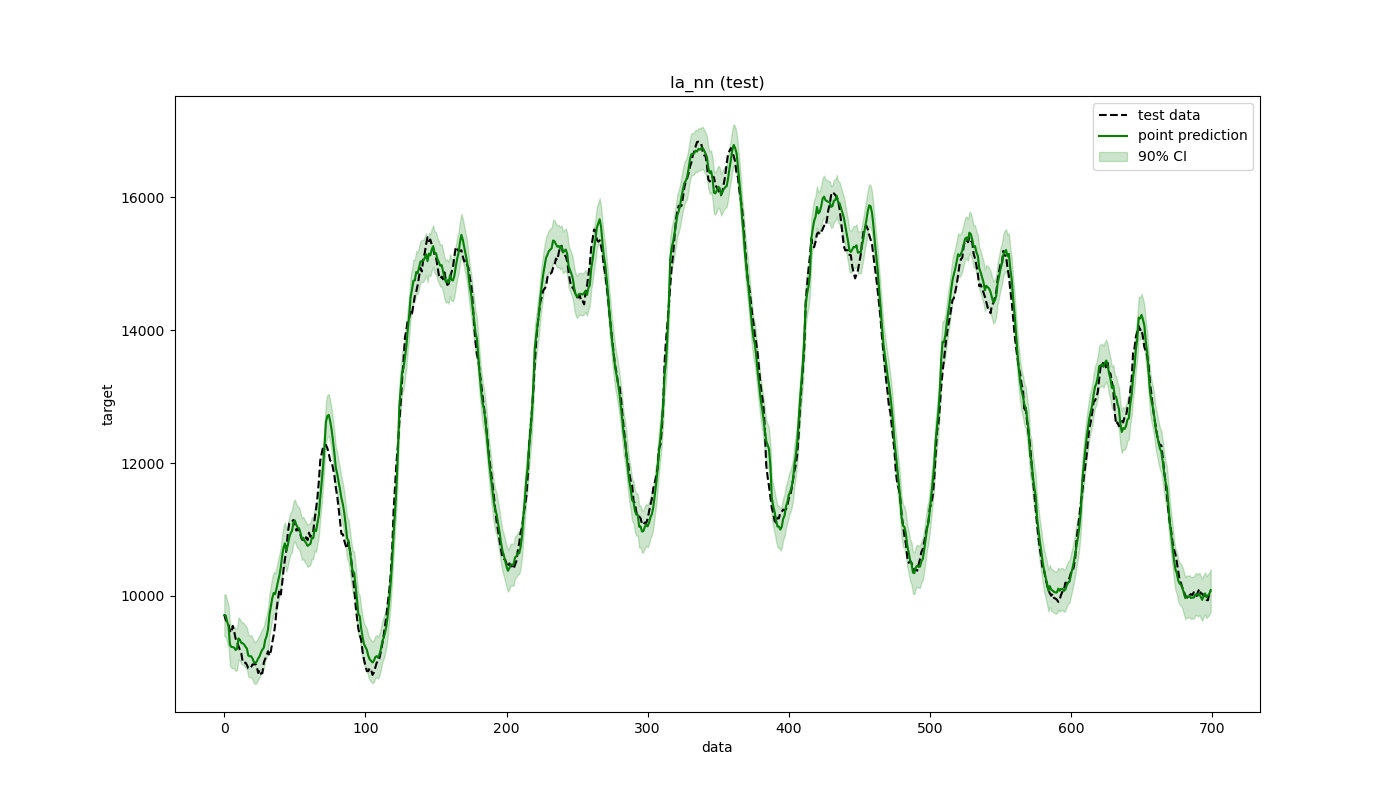 la_nn (test)
test data
point prediction
90% CI
target
16000
14000
12000
10000
0 100 200 300 400 500 600 700
data